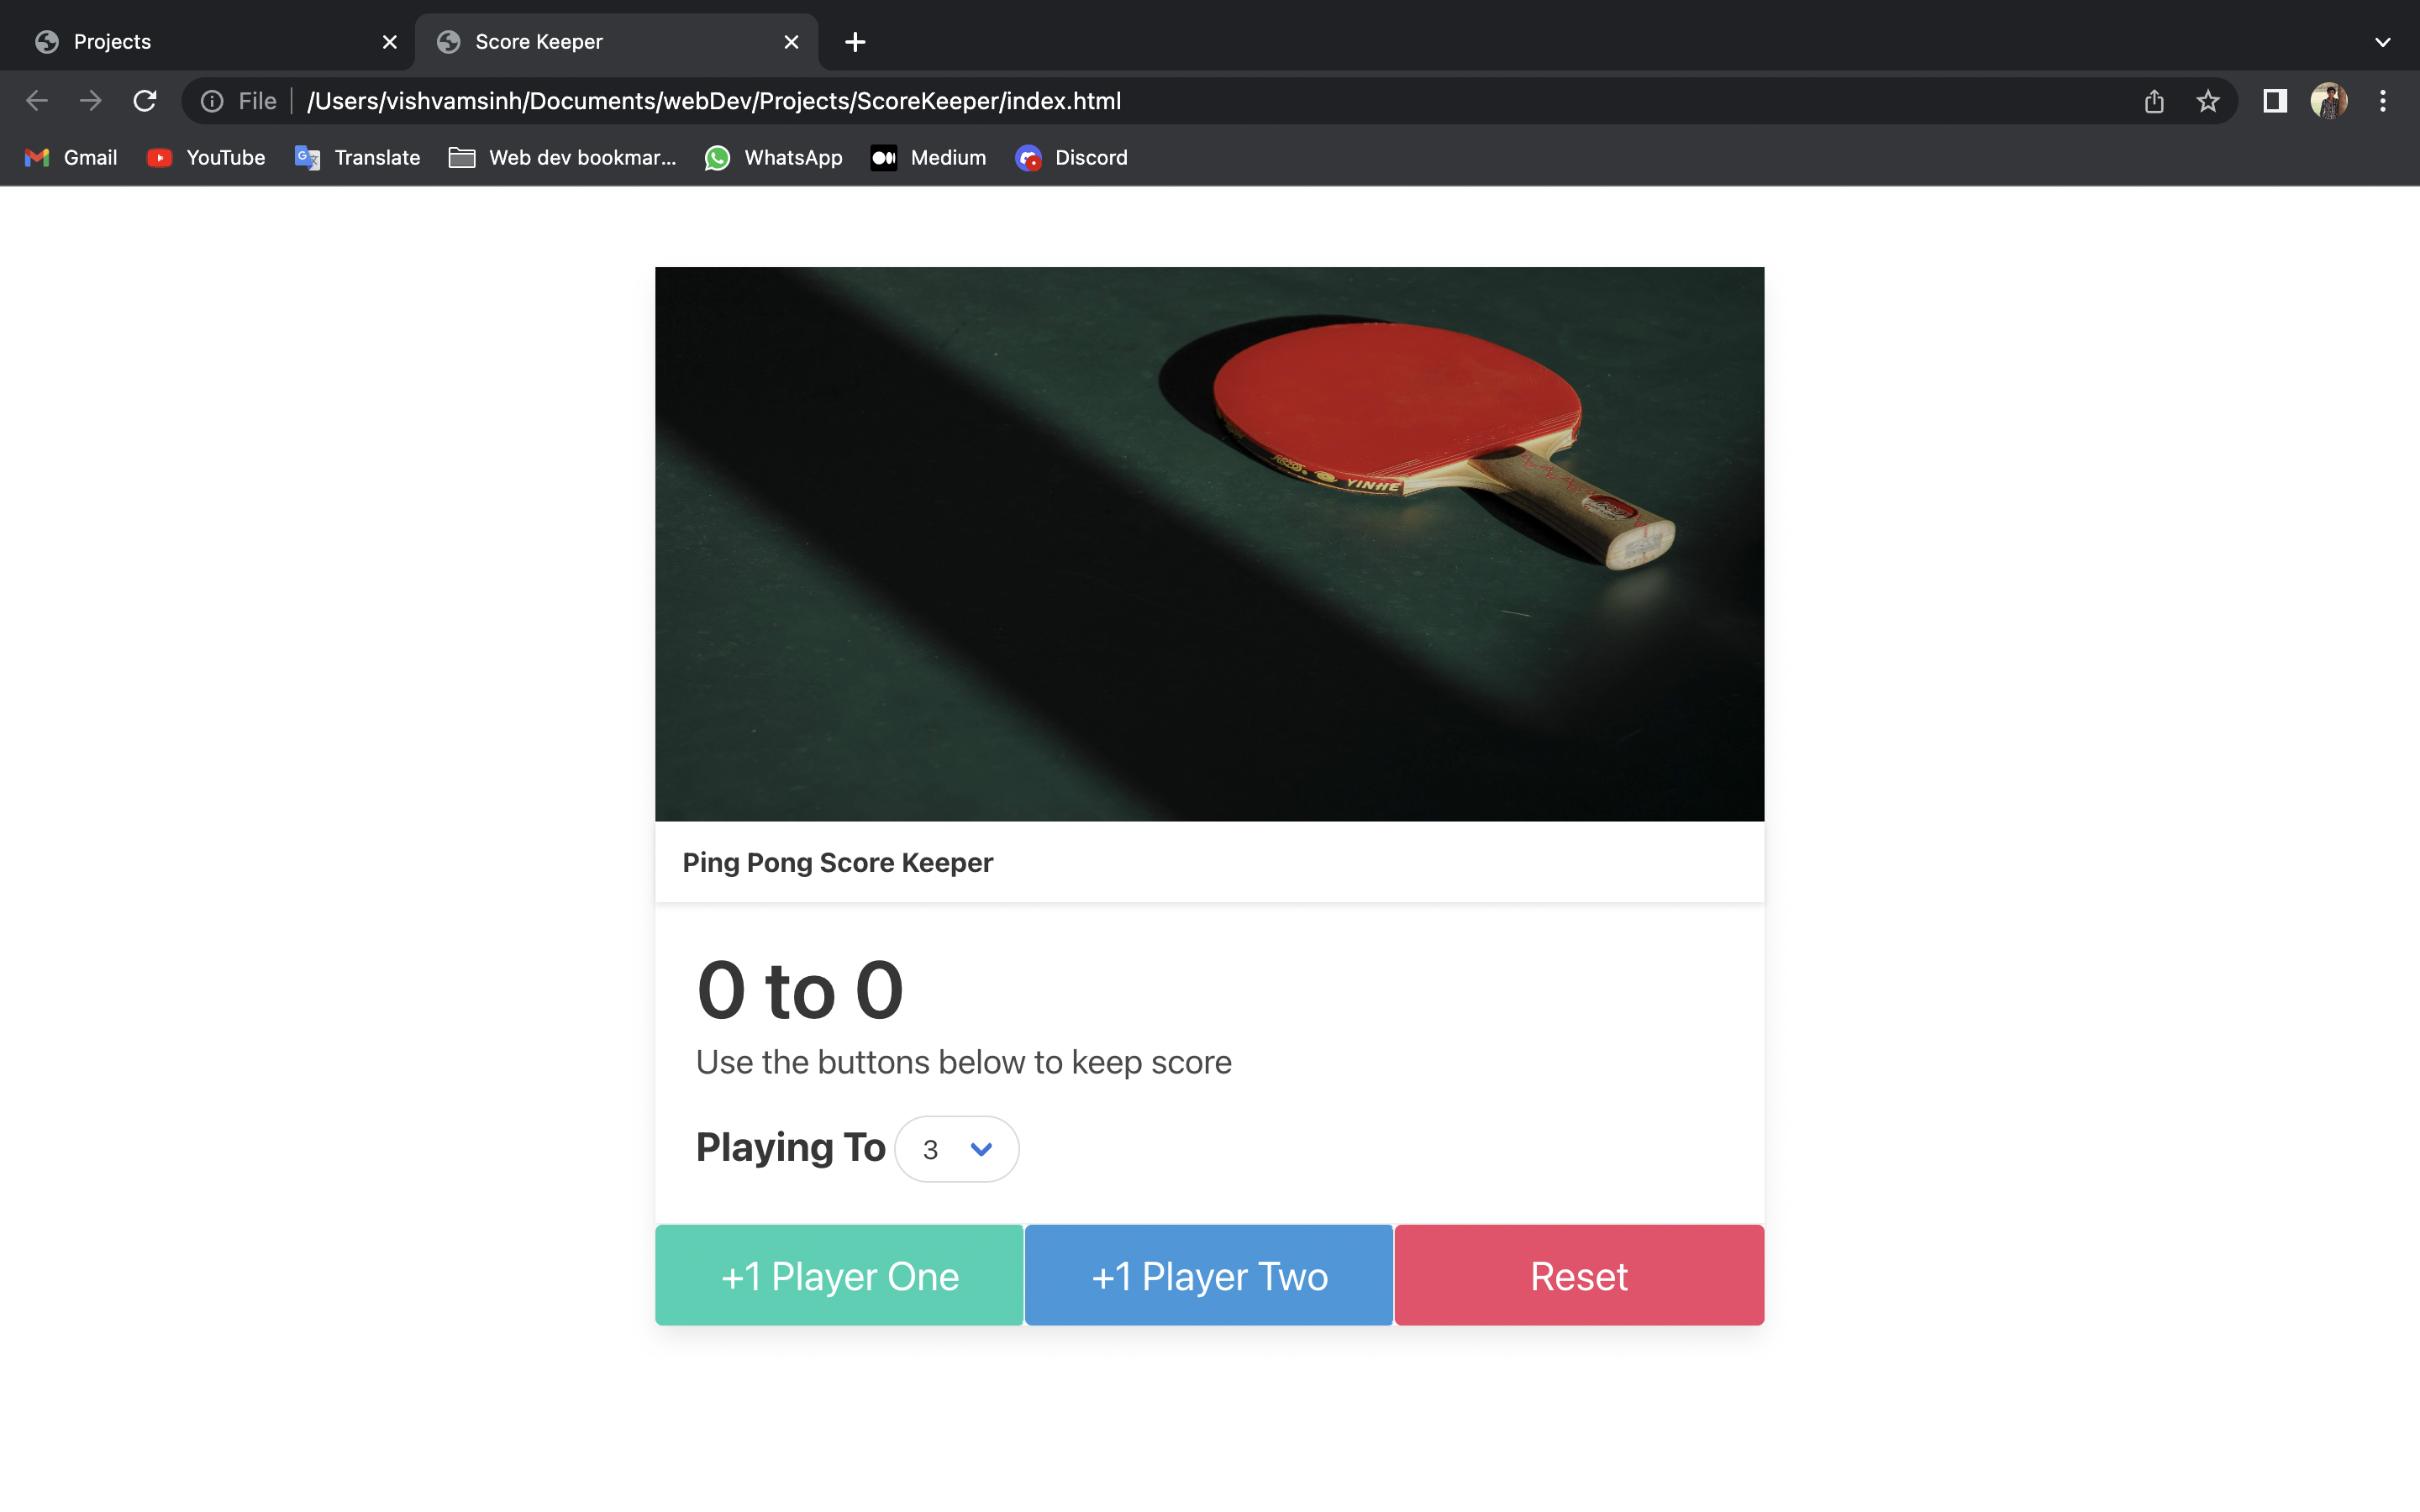 Projects
Score Keeper
File
/Users/vishvamsinh/Documents/webDev/Projects/ScoreKeeper/index.html
Gmail
YouTube
Translate
Web dev bookmar...
WhatsApp
Medium
Discord
YINHE
Ping Pong Score Keeper
0 to 0
Use the buttons below to keep score
Playing To 3
+1 Player One
+1 Player Two
Reset